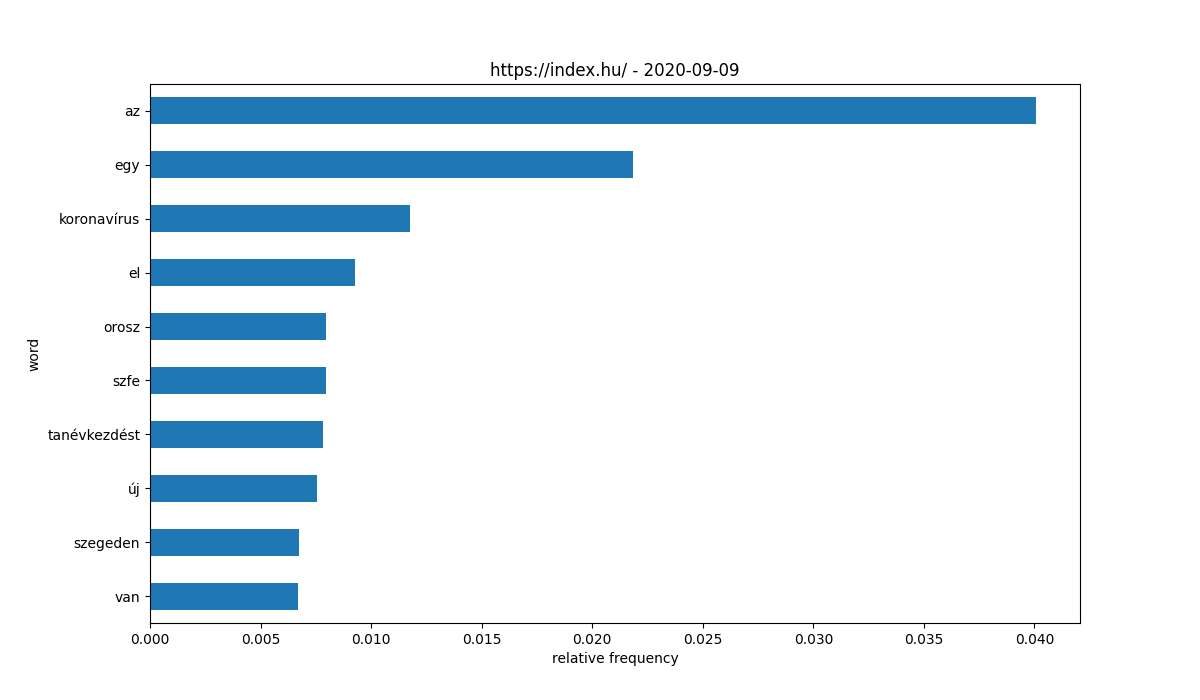 https://index.hu/ - 2020-09-09
az
egy
koronavírus
el
orosz
szfe
tanévkezdést
új
szegeden
van
word
0.000 0.005 0.010 0.015 0.020 0.025 0.030 0.035 0.040
relative frequency